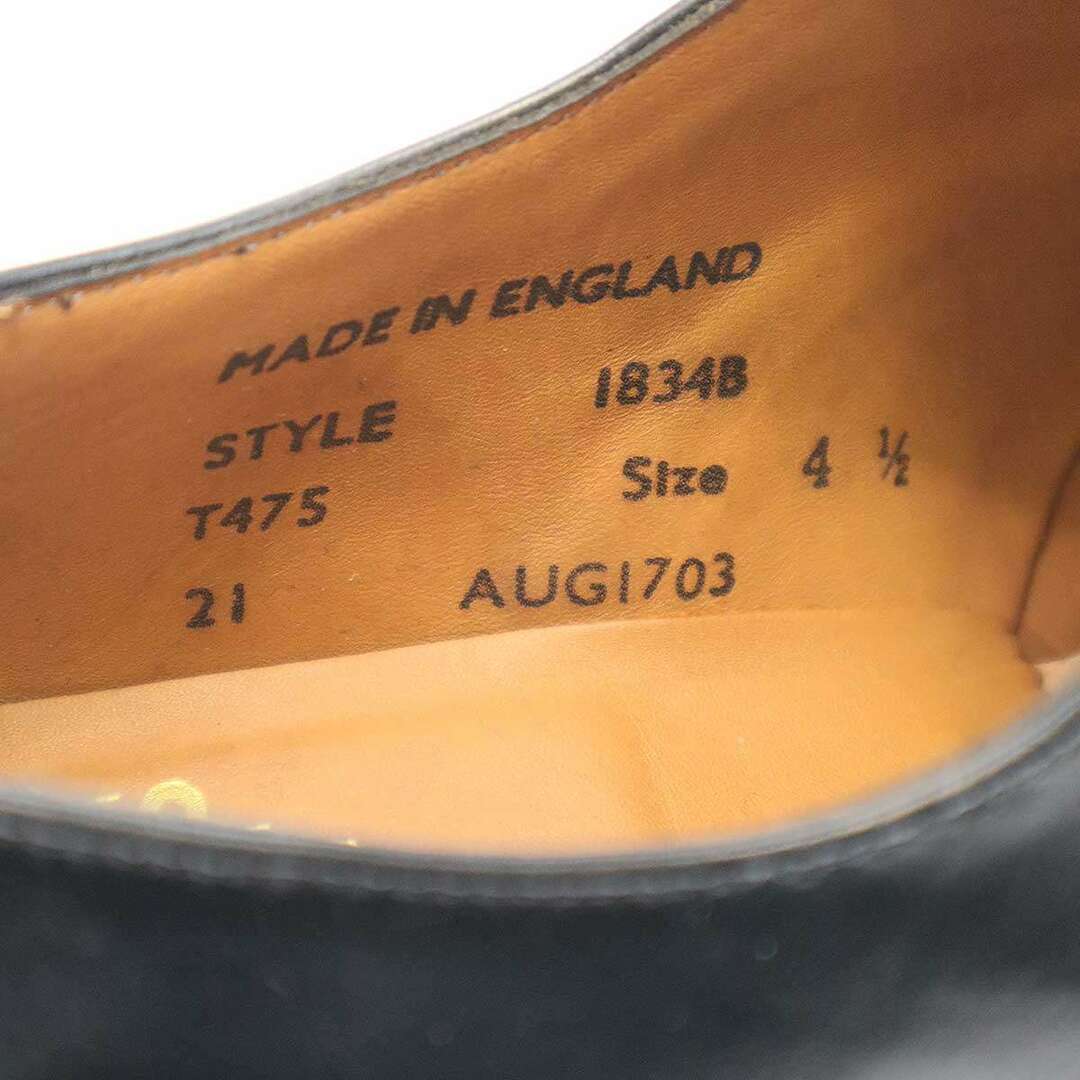 MADE IN ENGLAND
STYLE 1834B
T475 Size 4 ½
21 AUG1703